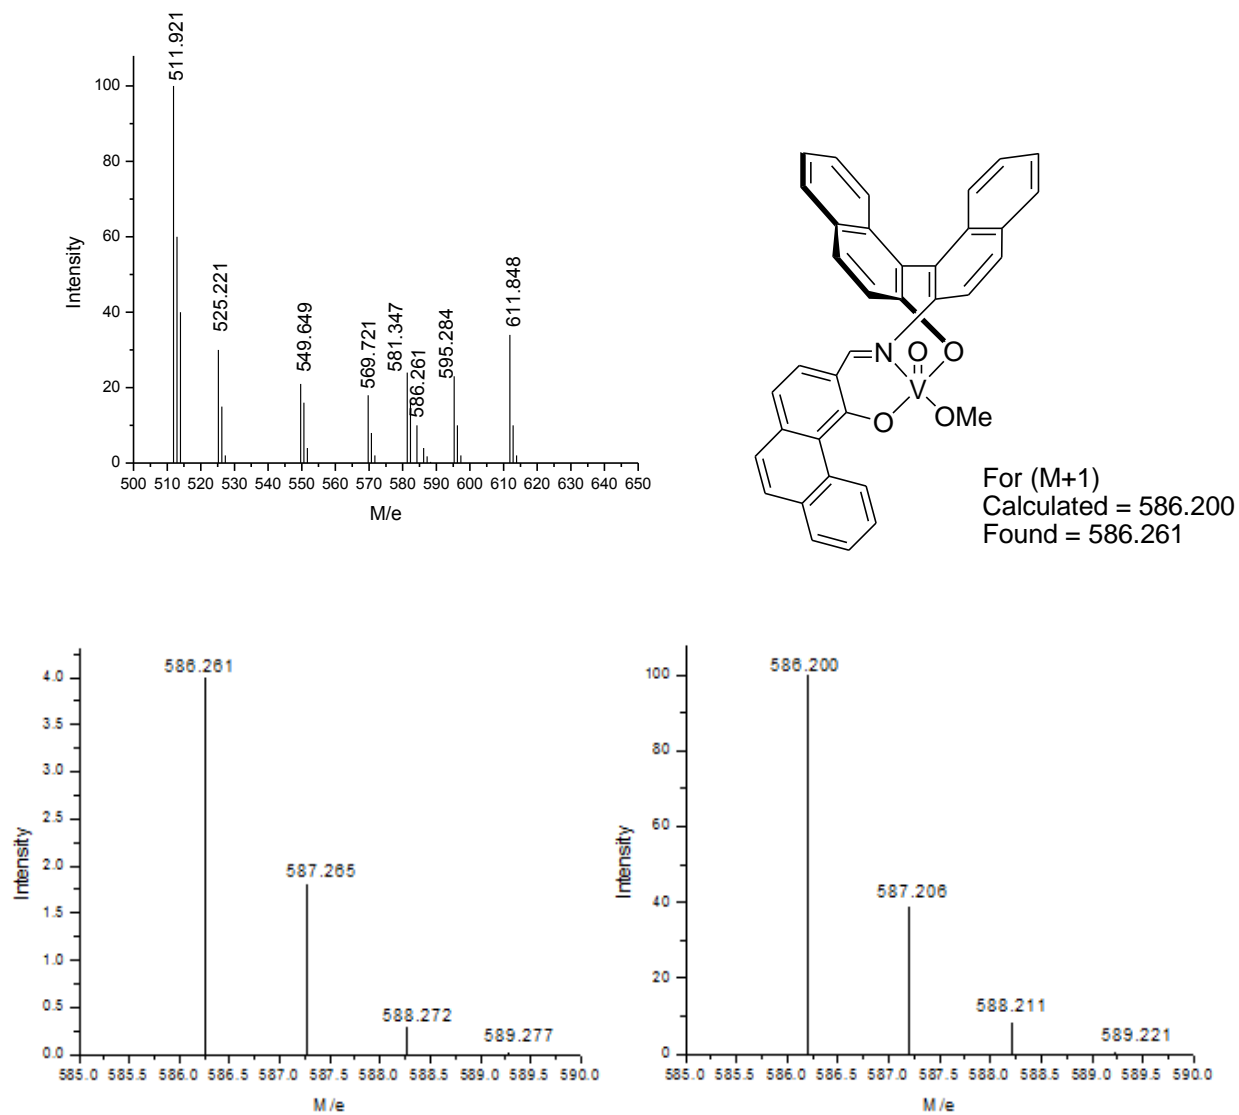 511.921
525.221
549.649
569.721
581.347
586.261
595.284
611.848
100
80
60
40
20
0
Intensity
500 510 520 530 540 550 560 570 580 590 600 610 620 630 640 650
M/e
N
O
O
V
O
OMe
For (M+1)
Calculated = 586.200
Found = 586.261
586.261
587.265
588.272
589.277
4.0
3.5
3.0
2.5
2.0
1.5
1.0
0.5
0.0
Intensity
585.0 585.5 586.0 586.5 587.0 587.5 588.0 588.5 589.0 589.5 590.0
M/e
586.200
587.206
588.211
589.221
100
80
60
40
20
0
Intensity
585.0 585.5 586.0 586.5 587.0 587.5 588.0 588.5 589.0 589.5 590.0
M/e